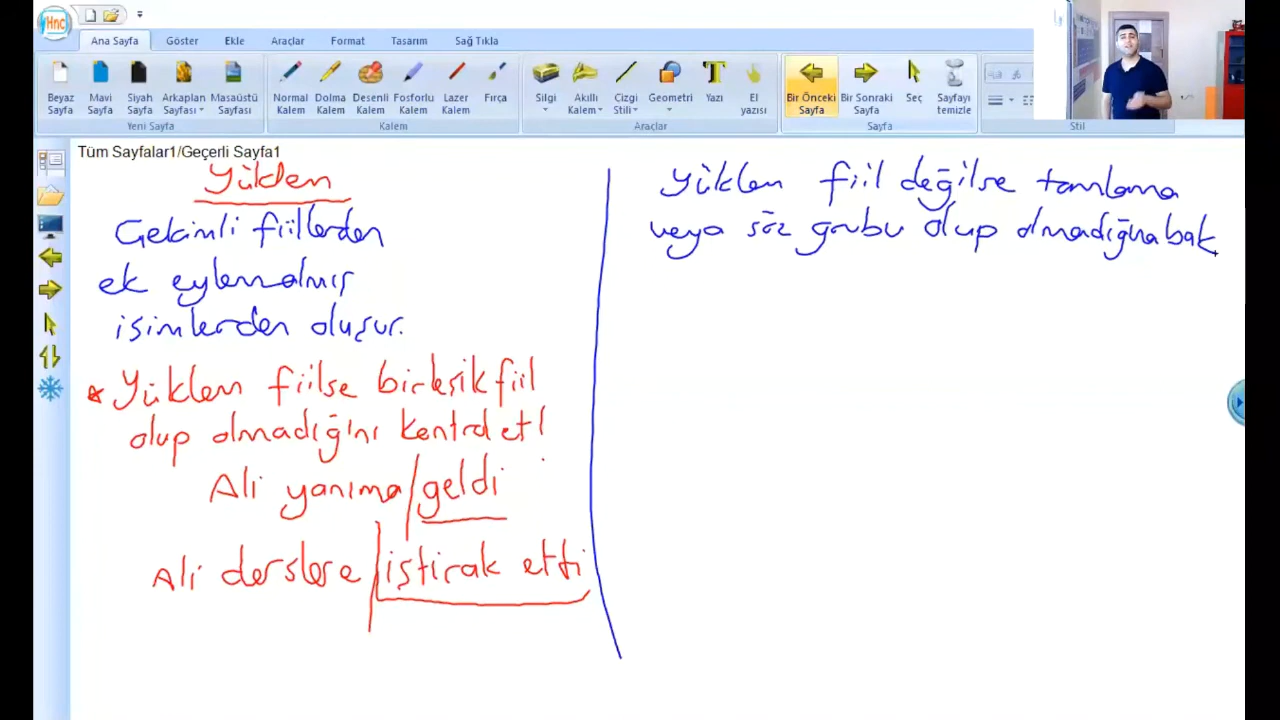 Hnc
Ana Sayfa
Göster
Ekle
Araçlar
Format
Tasarım
Sağ Tıkla
Beyaz Sayfa
Mavi Sayfa
Siyah Sayfa
Arkaplan Sayfası
Masaüstü Sayfası
Normal Kalem
Dolma Kalem
Desenli Kalem
Fosforlu Kalem
Lazer Kalem
Fırça
Silgi
Akıllı Kalem
Çizgi Stili
Geometri
Yazı
El yazısı
Bir Önceki Sayfa
Bir Sonraki Sayfa
Seç
Sayfayı temizle
Yeni Sayfa
Kalem
Araçlar
Sayfa
Stil
Tüm Sayfalar1/Geçerli Sayfa1
Yüklem
Çekimli fiillerden
ek eylem almış
isimlerden oluşur.
* Yüklem fiilse birleşik fiil
olup olmadığını kontrol et!
Ali yanıma / geldi
Ali derslere / iştirak etti
Yüklem fiil değilse tamlama
veya söz grubu olup olmadığına bak